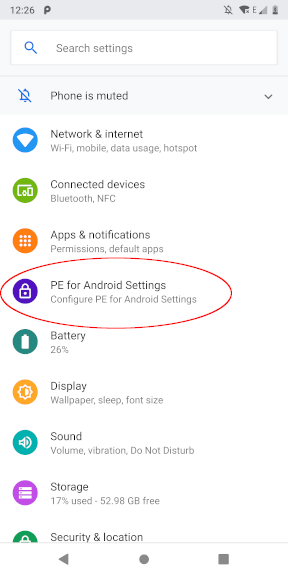 12:26 E
Search settings
Phone is muted
Network & internet
Wi-Fi, mobile, data usage, hotspot
Connected devices
Bluetooth, NFC
Apps & notifications
Permissions, default apps
PE for Android Settings
Configure PE for Android Settings
Battery
26%
Display
Wallpaper, sleep, font size
Sound
Volume, vibration, Do Not Disturb
Storage
17% used - 52.98 GB free
Security & location